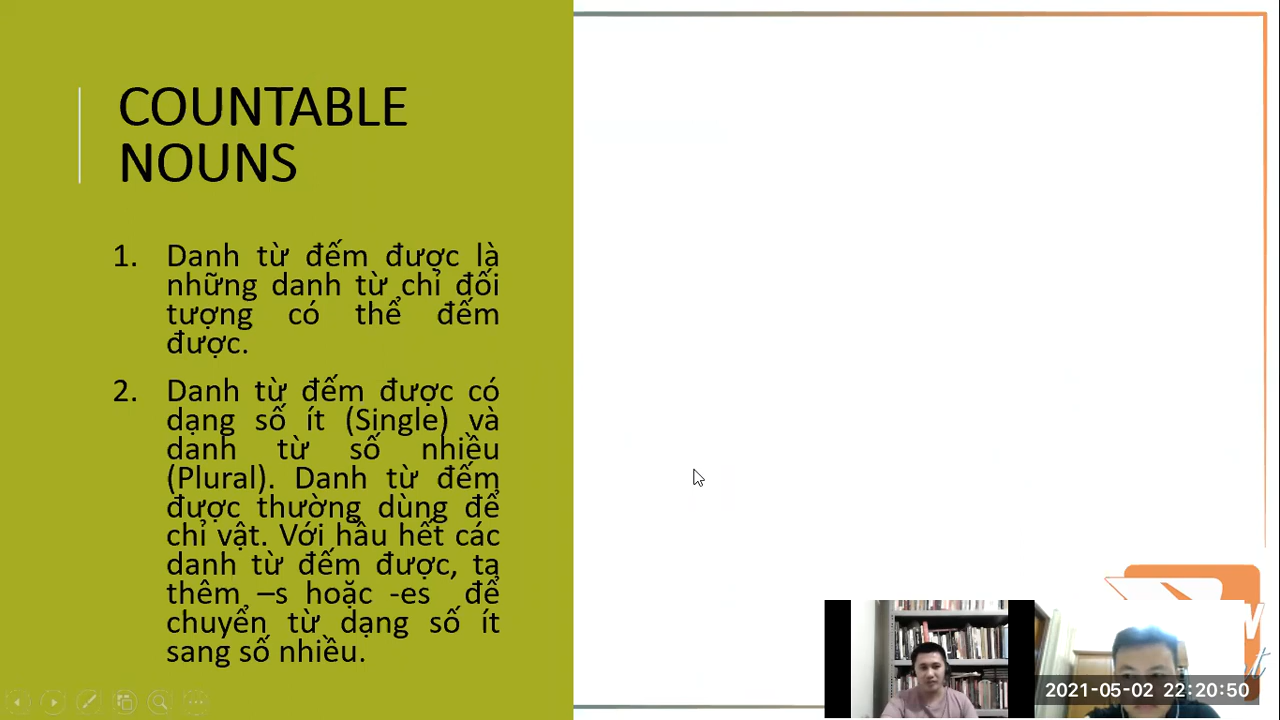 COUNTABLE
NOUNS
1. Danh từ đếm được là
những danh từ chỉ đối
tượng có thể đếm
được.
2. Danh từ đếm được có
dạng số ít (Single) và
danh từ số nhiều
(Plural). Danh từ đếm
được thường dùng để
chỉ vật. Với hầu hết các
danh từ đếm được, ta
thêm –s hoặc -es để
chuyển từ dạng số ít
sang số nhiều.
2021-05-02 22:20:50